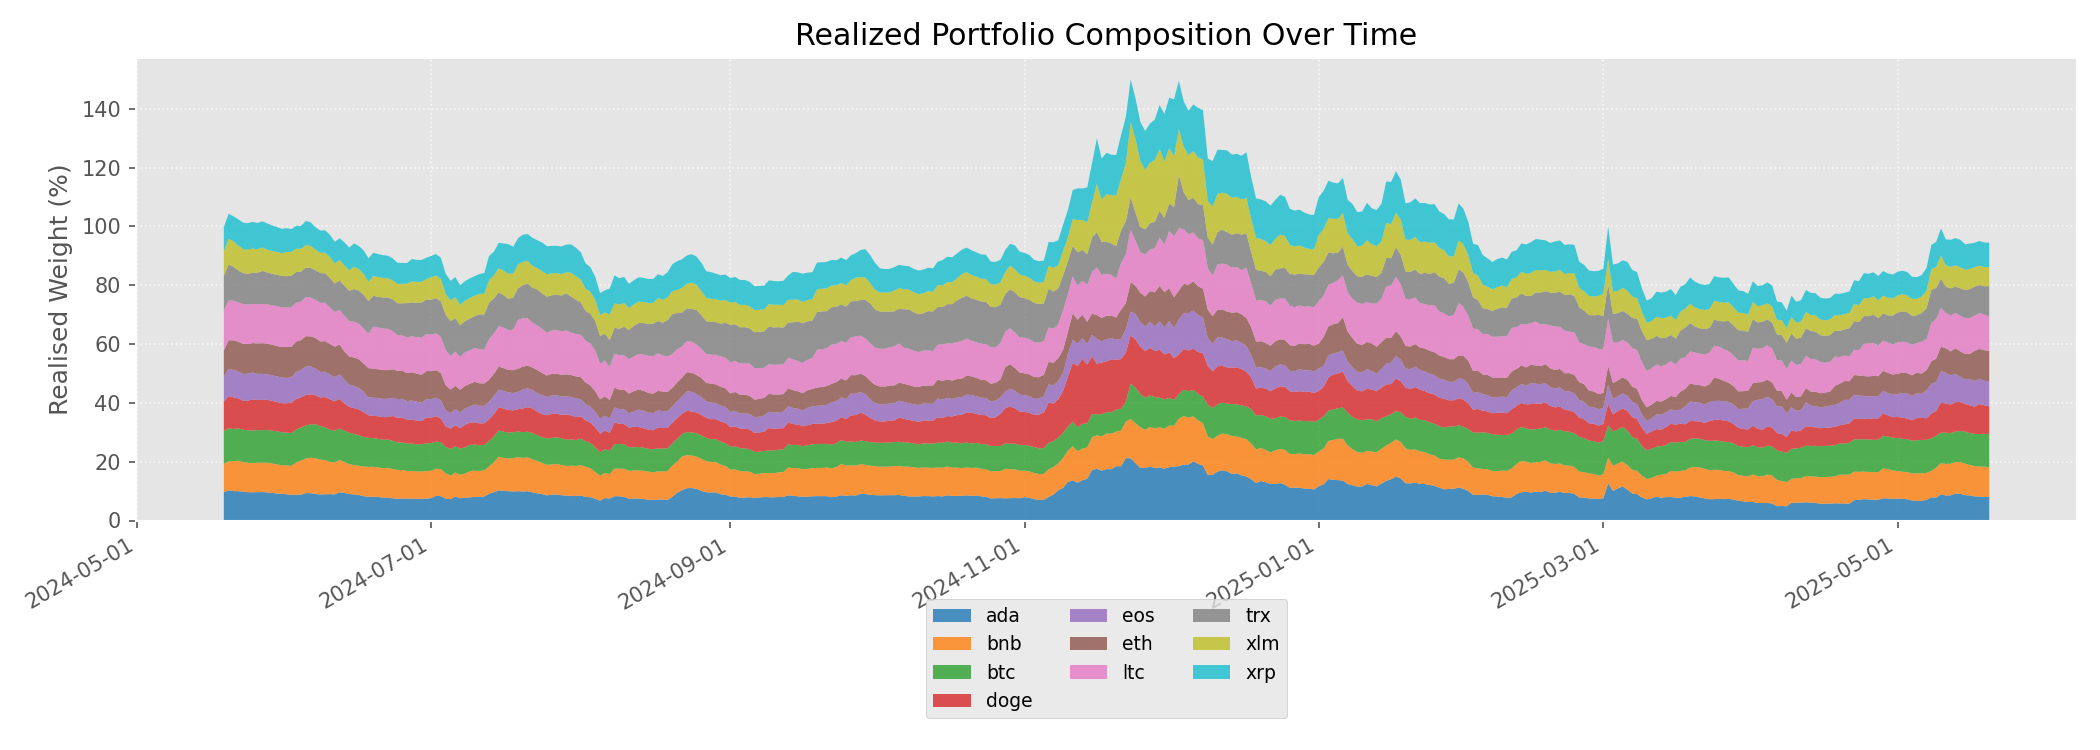 Realized Portfolio Composition Over Time
Realised Weight (%)
140
120
100
80
60
40
20
0
2024-05-01 2024-07-01 2024-09-01 2024-11-01 2025-01-01 2025-03-01 2025-05-01
ada eos trx
bnb eth xlm
btc ltc xrp
doge